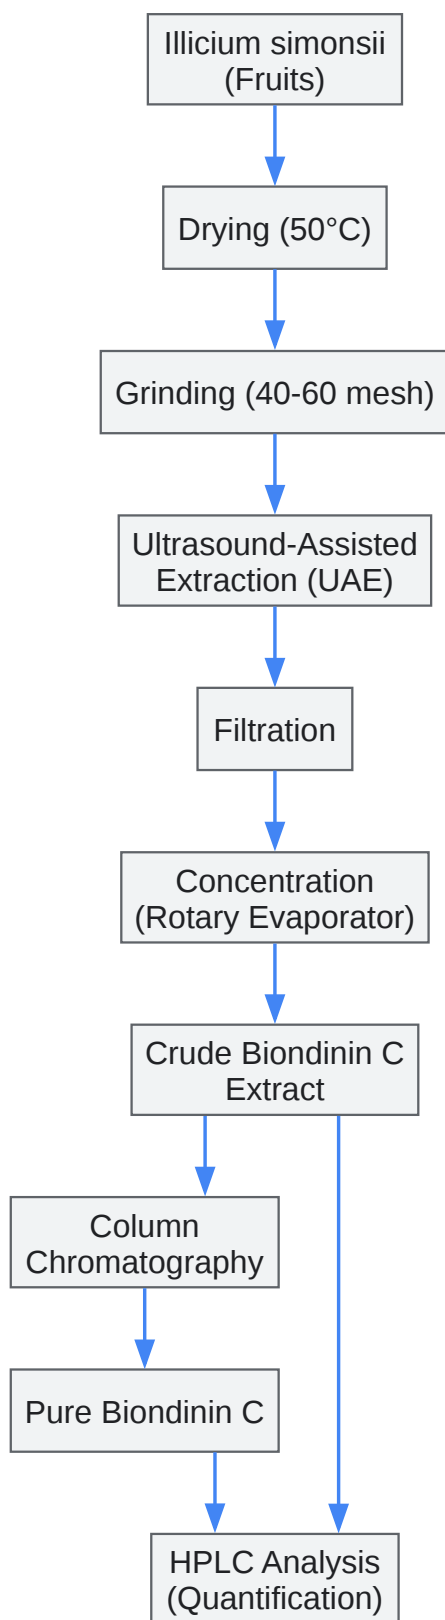 Illicium simonsii
(Fruits)
Drying (50°C)
Grinding (40-60 mesh)
Ultrasound-Assisted
Extraction (UAE)
Filtration
Concentration
(Rotary Evaporator)
Crude Biondinin C
Extract
Column
Chromatography
Pure Biondinin C
HPLC Analysis
(Quantification)